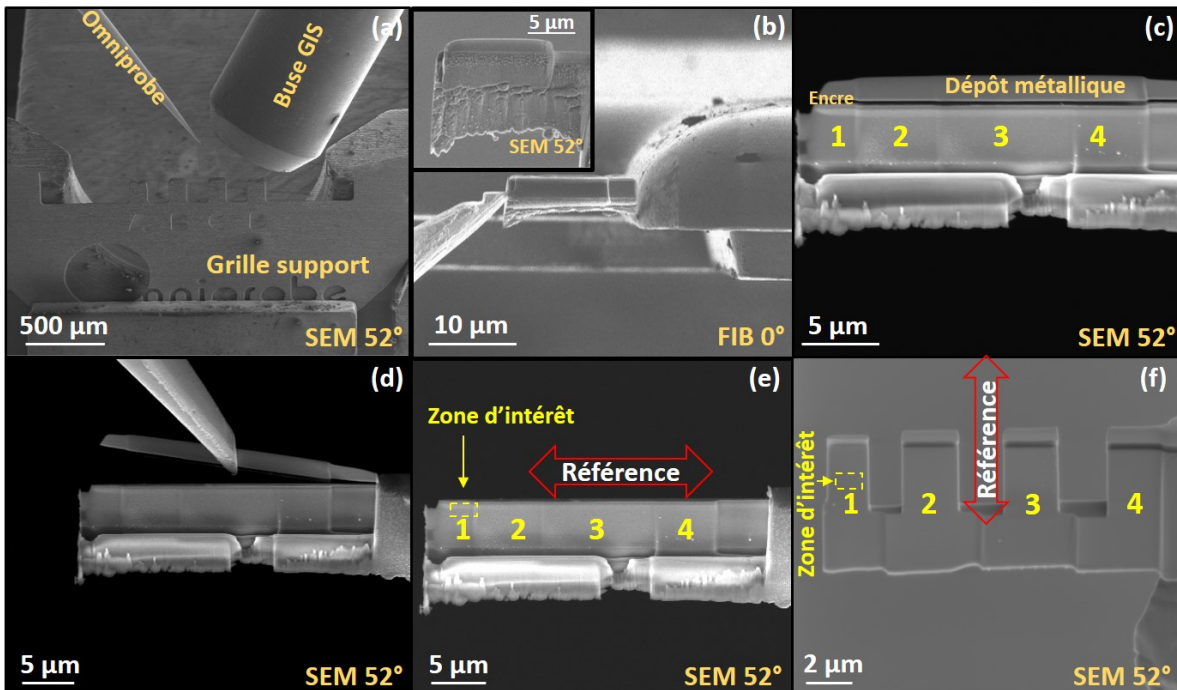 (a)
Omniprobe
Buse GIS
A B C D
Grille support
omniprobe
500 µm
SEM 52°
5 µm
(b)
SEM 52°
10 µm
FIB 0°
(c)
Dépôt métallique
Encre
1 2 3 4
5 µm
SEM 52°
(d)
5 µm
SEM 52°
(e)
Zone d'intérêt
Référence
1 2 3 4
5 µm
SEM 52°
(f)
Référence
Zone d'intérêt
1 2 3 4
2 µm
SEM 52°